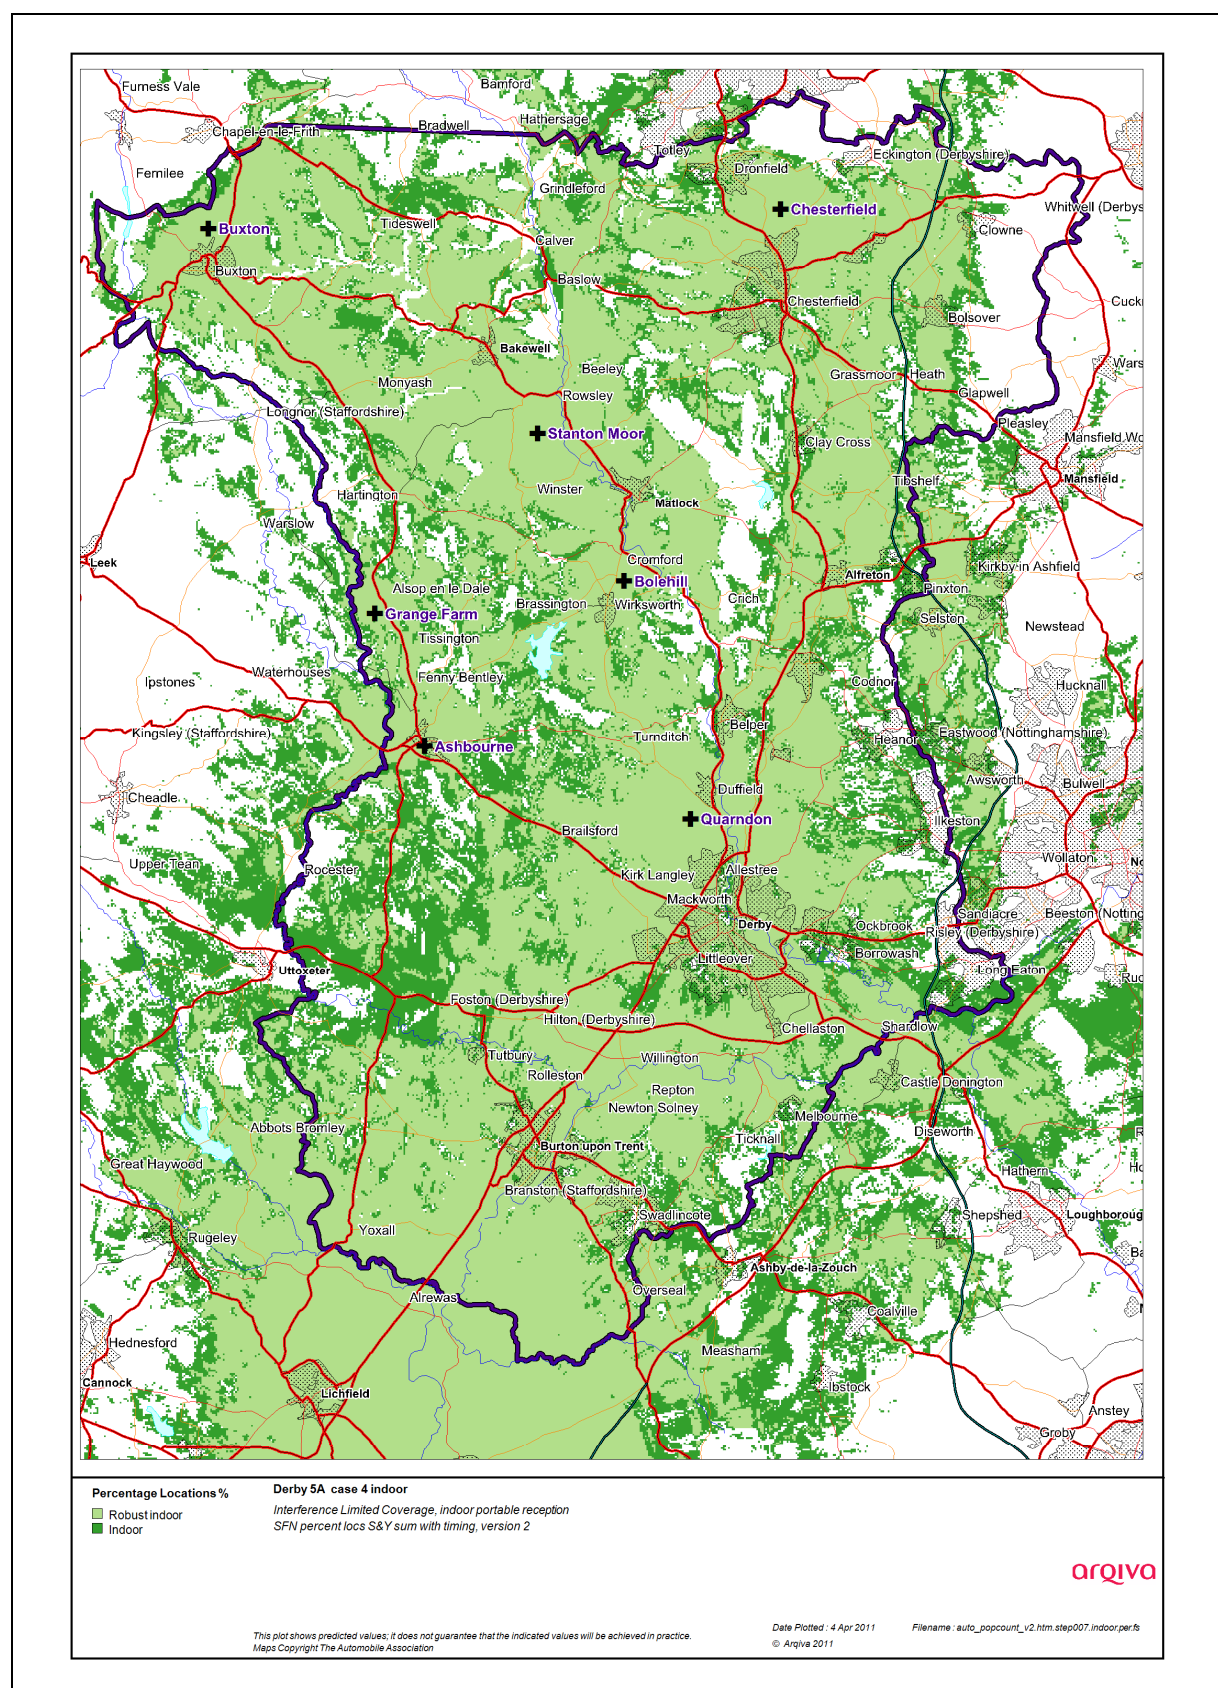 Furness Vale
Bamford
Hathersage
Bradwell
Chapel-en-le-Frith
Totley
Eckington (Derbyshire)
Dronfield
Fernilee
Grindleford
Chesterfield
Whitwell (Derbys
Tideswell
Buxton
Clowne
Calver
Buxton
Baslow
Chesterfield
Cuckn
Bolsover
Bakewell
Beeley
Grassmoor
Heath
Wars
Monyash
Rowsley
Glapwell
Longnor (Staffordshire)
Pleasley
Stanton Moor
Clay Cross
Mansfield Wo
Tibshelf
Mansfield
Winster
Hartington
Matlock
Warslow
Leek
Cromford
Kirkby in Ashfield
Alfreton
Bolehill
Alsop en le Dale
Pinxton
Brassington
Wirksworth
Crich
Grange Farm
Selston
Newstead
Tissington
Waterhouses
Fenny Bentley
Ipstones
Codnor
Hucknall
Belper
Kingsley (Staffordshire)
Turnditch
Heanor
Eastwood (Nottinghamshire)
Ashbourne
Awsworth
Bulwell
Cheadle
Duffield
Quarndon
Ilkeston
Brailsford
Upper Tean
Rocester
Wollaton
No
Kirk Langley
Allestree
Mackworth
Sandiacre
Beeston (Notting
Derby
Ockbrook
Risley (Derbyshire)
Borrowash
Littleover
Uttoxeter
Long Eaton
Rud
Foston (Derbyshire)
Hilton (Derbyshire)
Chellaston
Shardlow
Tutbury
Willington
Rolleston
Castle Donington
Repton
Newton Solney
Melbourne
Abbots Bromley
Ticknall
Diseworth
R
Burton upon Trent
Great Haywood
Hathern
Ho
Branston (Staffordshire)
Swadlincote
Shepshed
Loughboroug
Yoxall
Rugeley
Ba
Ashby-de-la-Zouch
Overseal
Alrewas
Coalville
Hednesford
Measham
Cannock
Lichfield
Ibstock
Anstey
Groby
Percentage Locations %
Robust indoor
Indoor
Derby 5A case 4 indoor
Interference Limited Coverage, indoor portable reception
SFN percent locs S&Y sum with timing, version 2
arqiva
This plot shows predicted values; it does not guarantee that the indicated values will be achieved in practice.
Maps Copyright The Automobile Association
Date Plotted : 4 Apr 2011
© Arqiva 2011
Filename : auto_popcount_v2.htm.step007.indoor.per.fs